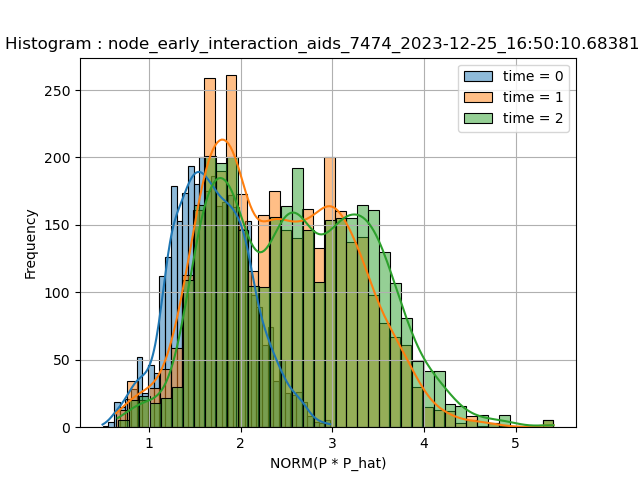 Histogram : node_early_interaction_aids_7474_2023-12-25_16:50:10.68381
time = 0
time = 1
time = 2
250
200
150
100
50
0
Frequency
1 2 3 4 5
NORM(P * P_hat)